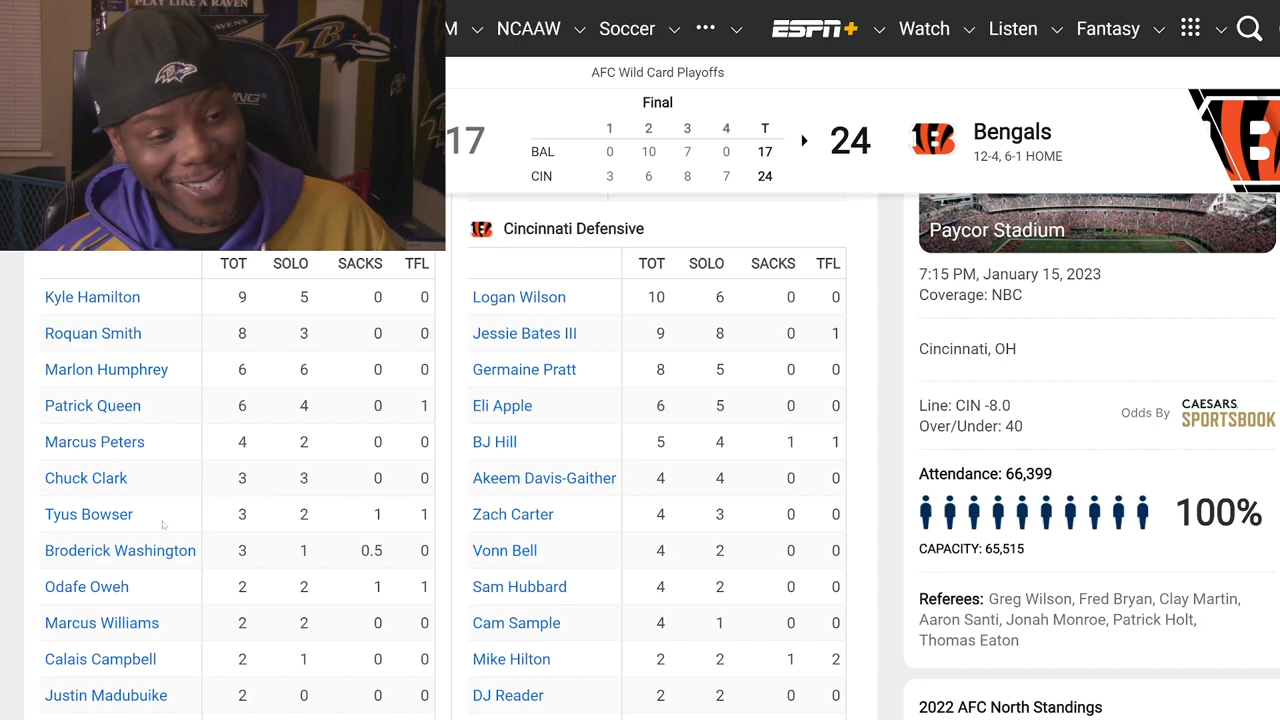 PLAY LIKE A RAVEN
M
NCAAW
Soccer
ESPN+
Watch
Listen
Fantasy
AFC Wild Card Playoffs
Final
1 2 3 4 T
BAL 0 10 7 0 17
CIN 3 6 8 7 24
17
24
Bengals
12-4, 6-1 HOME
B
Cincinnati Defensive
TOT SOLO SACKS TFL
Kyle Hamilton 9 5 0 0
Roquan Smith 8 3 0 0
Marlon Humphrey 6 6 0 0
Patrick Queen 6 4 0 1
Marcus Peters 4 2 0 0
Chuck Clark 3 3 0 0
Tyus Bowser 3 2 1 1
Broderick Washington 3 1 0.5 0
Odafe Oweh 2 2 1 1
Marcus Williams 2 2 0 0
Calais Campbell 2 1 0 0
Justin Madubuike 2 0 0 0
TOT SOLO SACKS TFL
Logan Wilson 10 6 0 0
Jessie Bates III 9 8 0 1
Germaine Pratt 8 5 0 0
Eli Apple 6 5 0 0
BJ Hill 5 4 1 1
Akeem Davis-Gaither 4 4 0 0
Zach Carter 4 3 0 0
Vonn Bell 4 2 0 0
Sam Hubbard 4 2 0 0
Cam Sample 4 1 0 0
Mike Hilton 2 2 1 2
DJ Reader 2 2 0 0
Paycor Stadium
7:15 PM, January 15, 2023
Coverage: NBC
Cincinnati, OH
Line: CIN -8.0
Over/Under: 40
Odds By
CAESARS
SPORTSBOOK
Attendance: 66,399
100%
CAPACITY: 65,515
Referees: Greg Wilson, Fred Bryan, Clay Martin,
Aaron Santi, Jonah Monroe, Patrick Holt,
Thomas Eaton
2022 AFC North Standings